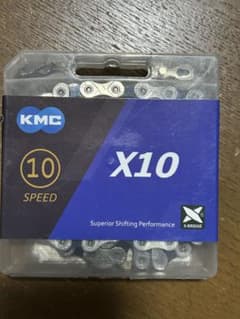 KMC
10
SPEED
X10
Superior Shifting Performance
X-BRIDGE